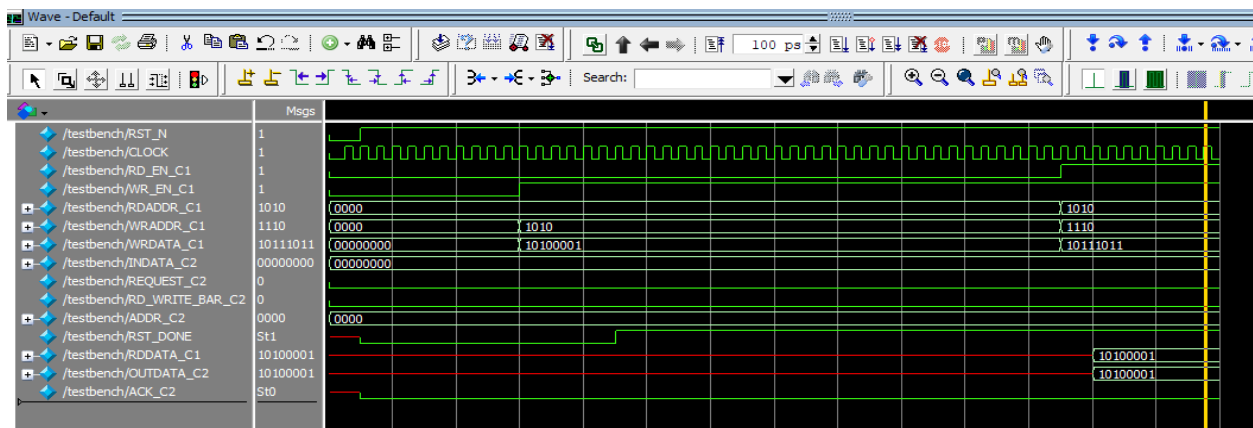 Wave - Default
100 ps
Search:
Msgs
/testbench/RST_N 1
/testbench/CLOCK 1
/testbench/RD_EN_C1 1
/testbench/WR_EN_C1 1
/testbench/RDADDR_C1 1010 0000 1010
/testbench/WRADDR_C1 1110 0000 1010 1110
/testbench/WRDATA_C1 10111011 00000000 10100001 10111011
/testbench/INDATA_C2 00000000 00000000
/testbench/REQUEST_C2 0
/testbench/RD_WRITE_BAR_C2 0
/testbench/ADDR_C2 0000 0000
/testbench/RST_DONE St1
/testbench/RDDATA_C1 10100001 10100001
/testbench/OUTDATA_C2 10100001 10100001
/testbench/ACK_C2 St0